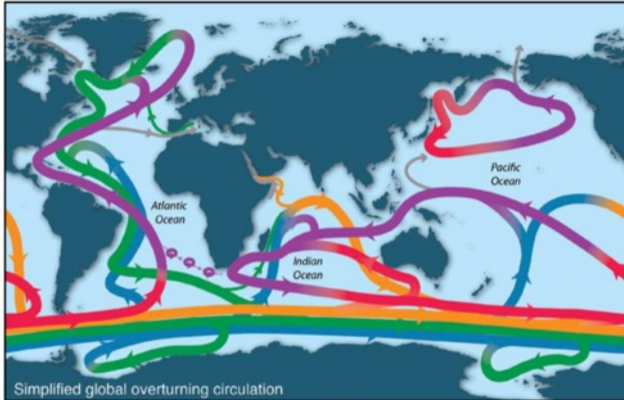 Pacific
Ocean
Atlantic
Ocean
Indian
Ocean
Simplified global overturning circulation